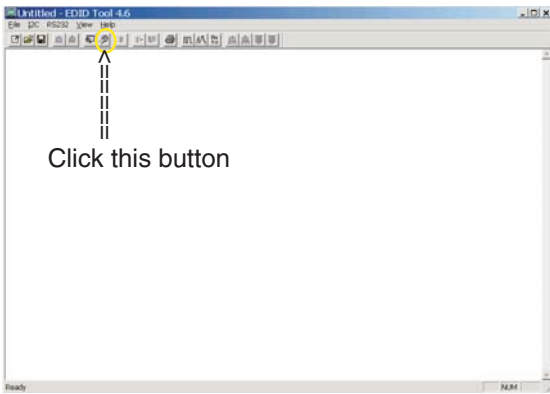 Untitled - EDID Tool 4.6
File I2C RS232 View Help
Click this button
Ready
NUM